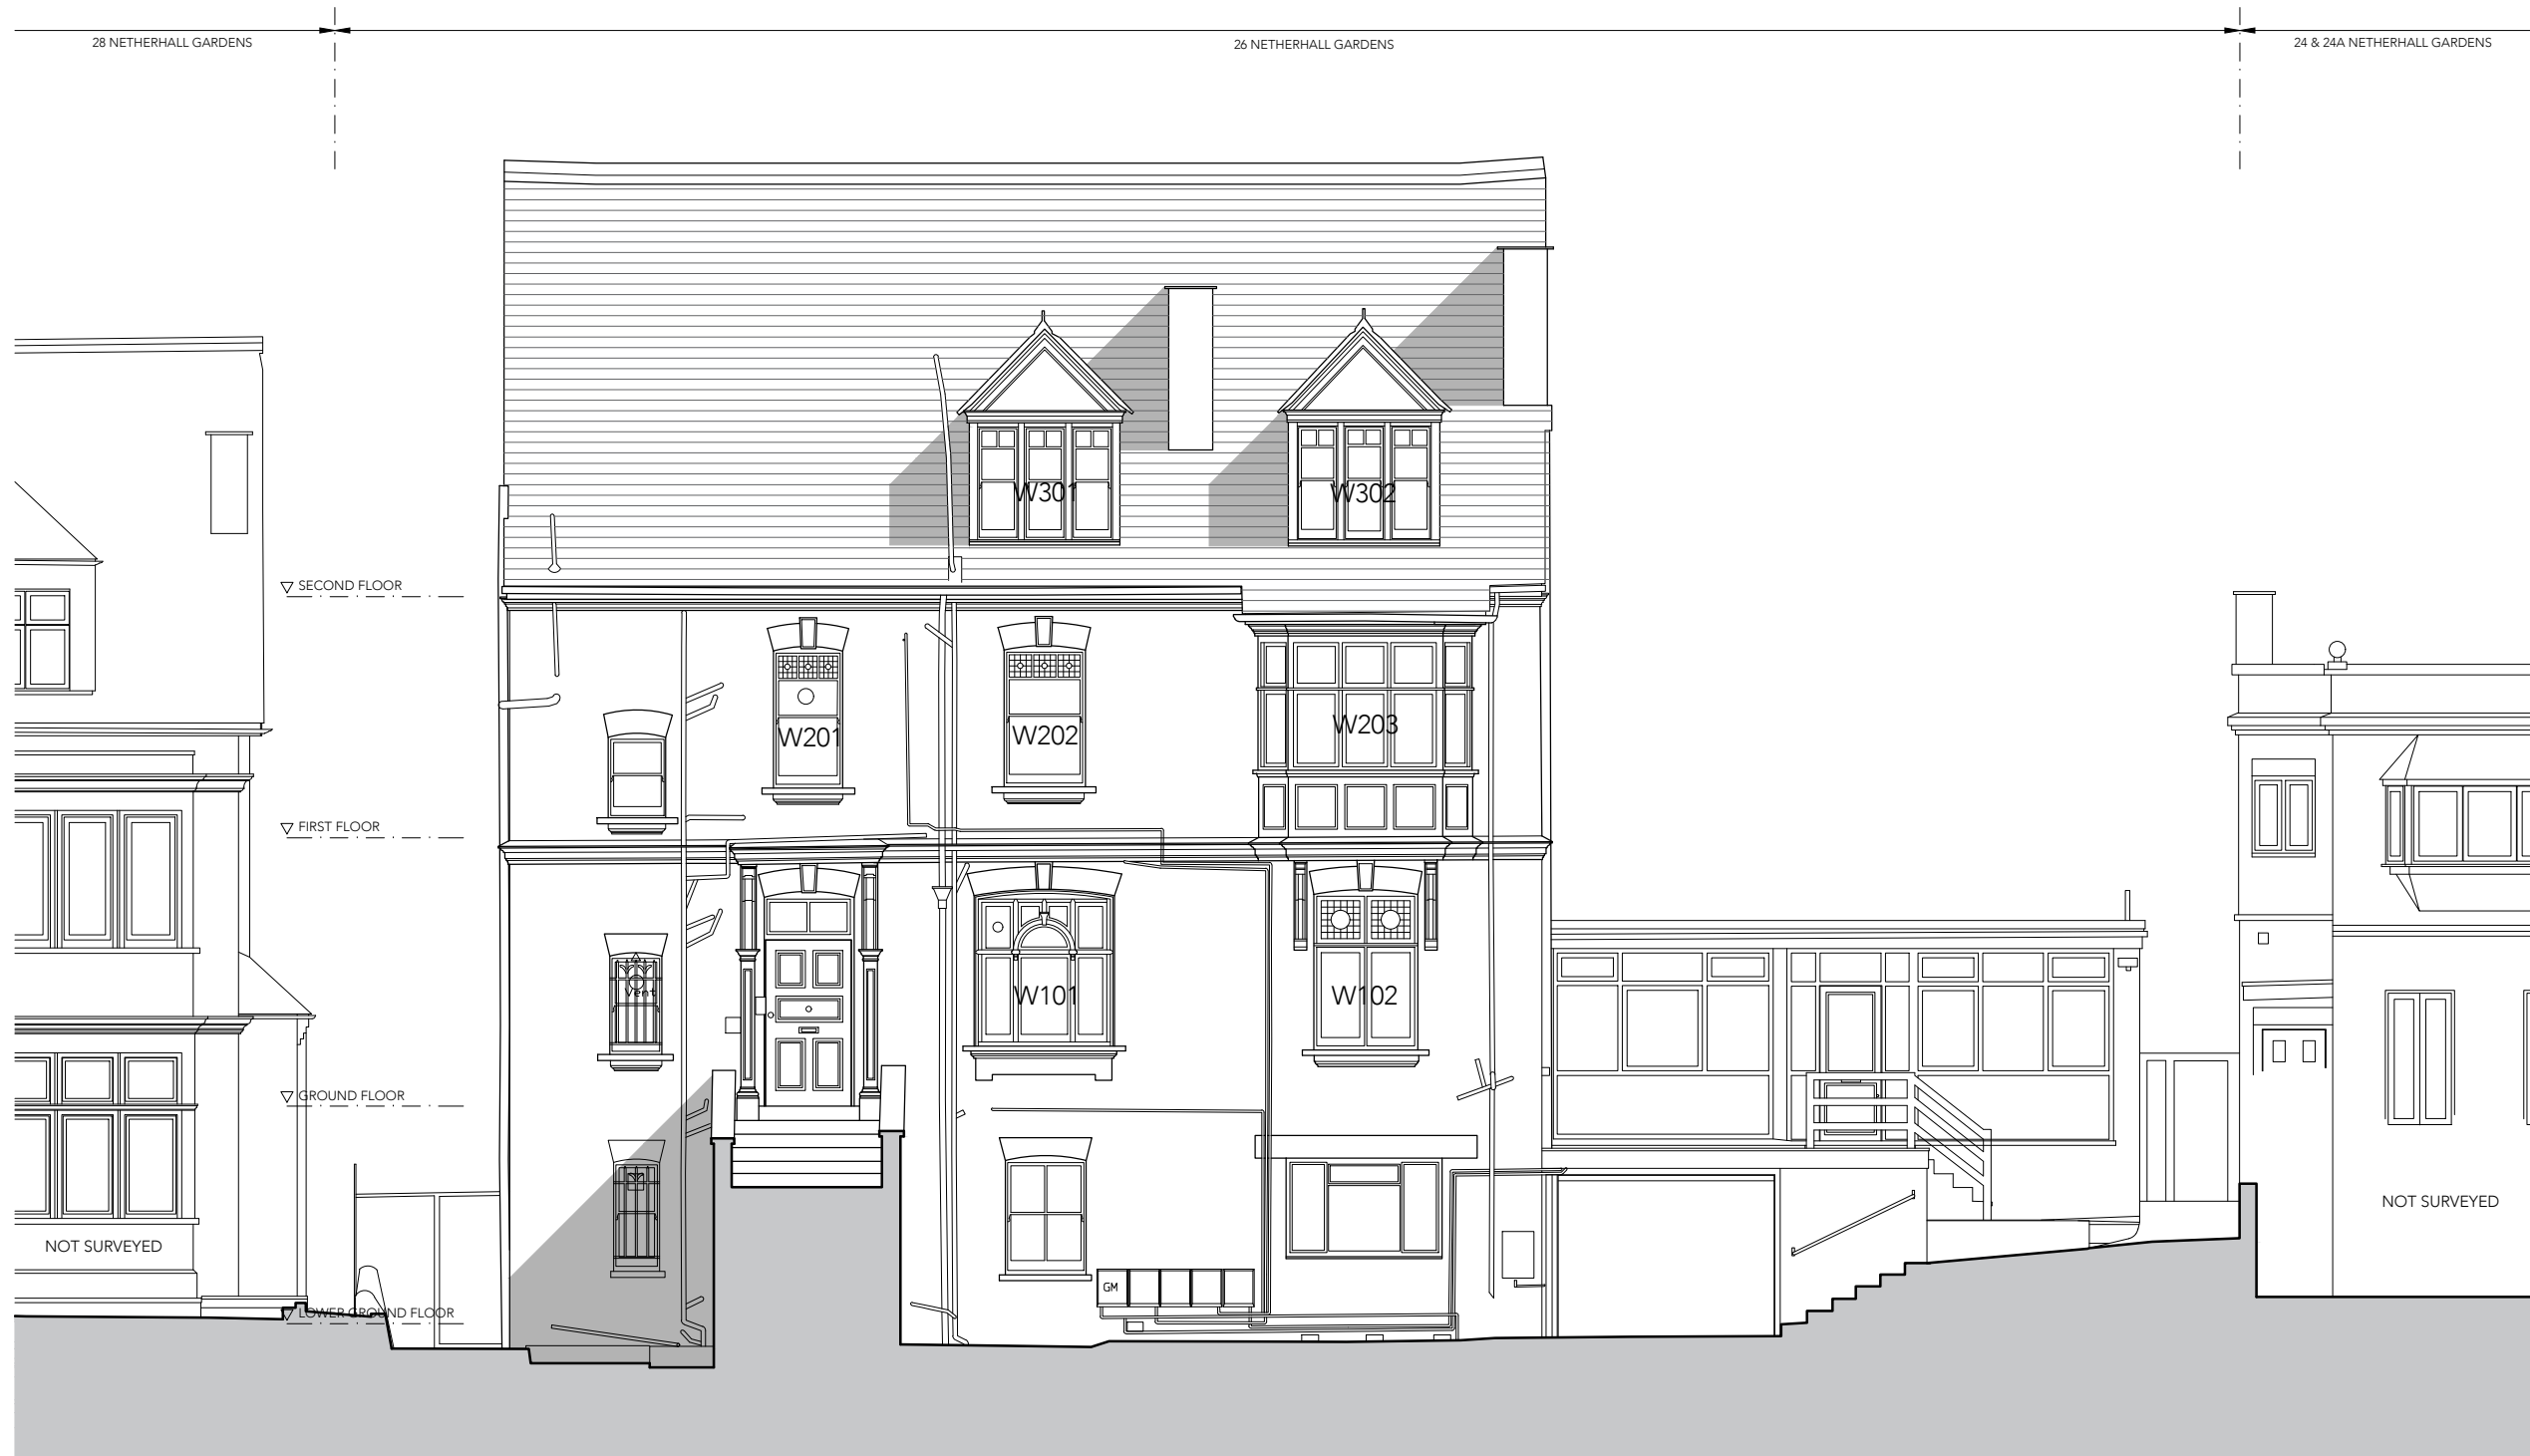 28 NETHERHALL GARDENS
26 NETHERHALL GARDENS
24 & 24A NETHERHALL GARDENS
W301
W302
SECOND FLOOR
W201
W202
W203
FIRST FLOOR
Vent
W101
W102
GROUND FLOOR
NOT SURVEYED
NOT SURVEYED
GM
LOWER GROUND FLOOR